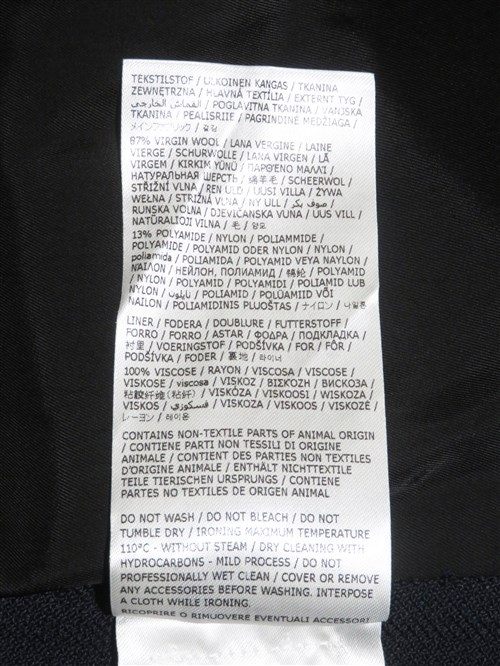 TEKSTILSTOF / ULKOINEN KANGAS / TKANINA
ZEWNĘTRZNA / HLAVNÁ TEXTÍLIA / EXTERNT TYG /
القماش الخارجي / POGLAVITNA TKANINA / VANJSKA
TKANINA / PEALISRIIE / PAGRINDINĖ MEDŽIAGA /
メインファブリック / 겉감
87% VIRGIN WOOL / LANA VERGINE / LAINE
VIERGE / SCHURWOLLE / LANA VIRGEN / LÃ
VIRGEM / KIRKIM YÜNÜ / ΠΑΡΘΕΝΟ ΜΑΛΛΙ /
НАТУРАЛЬНАЯ ШЕРСТЬ / 绵羊毛 / SCHEERWOL /
STŘIŽNÍ VLNA / REN ULD / UUSI VILLA / ŻYWA
WEŁNA / STRIŽNÁ VLNA / NY ULL / صوف بكر /
RUNSKA VOLNA / DJEVIČANSKA VUNA / UUS VILL /
NATŪRALIOJI VILNA / 毛 / 양모
13% POLYAMIDE / NYLON / POLIAMMIDE /
POLYAMIDE / POLYAMID ODER NYLON / NYLON /
poliamida / POLIAMIDA / POLYAMID VEYA NAYLON /
ΝΑΙΛΟΝ / НЕЙЛОН, ПОЛИАМИД / 锦纶 / POLYAMID
/ NYLON / POLYAMID / POLYAMIDI / POLIAMID LUB
NYLON / نايلون / POLIAMID / POLÜAMIID VÕI
NAILON / POLIAMIDINIS PLUOŠTAS / ナイロン / 나일론
LINER / FODERA / DOUBLURE / FUTTERSTOFF /
FORRO / FORRO / ASTAR / ΦΟΔΡΑ / ПОДКЛАДКА /
衬里 / VOERINGSTOF / PODŠÍVKA / FOR / FÔR /
PODŠÍVKA / FODER / 裏地 / 라이너
100% VISCOSE / RAYON / VISCOSA / VISCOSE /
VISKOSE / viscosa / VISKOZ / ΒΙΣΚΟΖΗ / ВИСКОЗА /
粘胶纤维(粘纤) / VISKÓZA / VISKOOSI / WISKOZA /
VISKOS / فسكوزي / VISKOZA / VISKOOS / VISKOZĖ /
レーヨン / 레이온
CONTAINS NON-TEXTILE PARTS OF ANIMAL ORIGIN
/ CONTIENE PARTI NON TESSILI DI ORIGINE
ANIMALE / CONTIENT DES PARTIES NON TEXTILES
D'ORIGINE ANIMALE / ENTHÄLT NICHTTEXTILE
TEILE TIERISCHEN URSPRUNGS / CONTIENE
PARTES NO TEXTILES DE ORIGEN ANIMAL
DO NOT WASH / DO NOT BLEACH / DO NOT
TUMBLE DRY / IRONING MAXIMUM TEMPERATURE
110°C - WITHOUT STEAM / DRY CLEANING WITH
HYDROCARBONS - MILD PROCESS / DO NOT
PROFESSIONALLY WET CLEAN / COVER OR REMOVE
ANY ACCESSORIES BEFORE WASHING. INTERPOSE
A CLOTH WHILE IRONING.
RICOPRIRE O RIMUOVERE EVENTUALI ACCESSORI